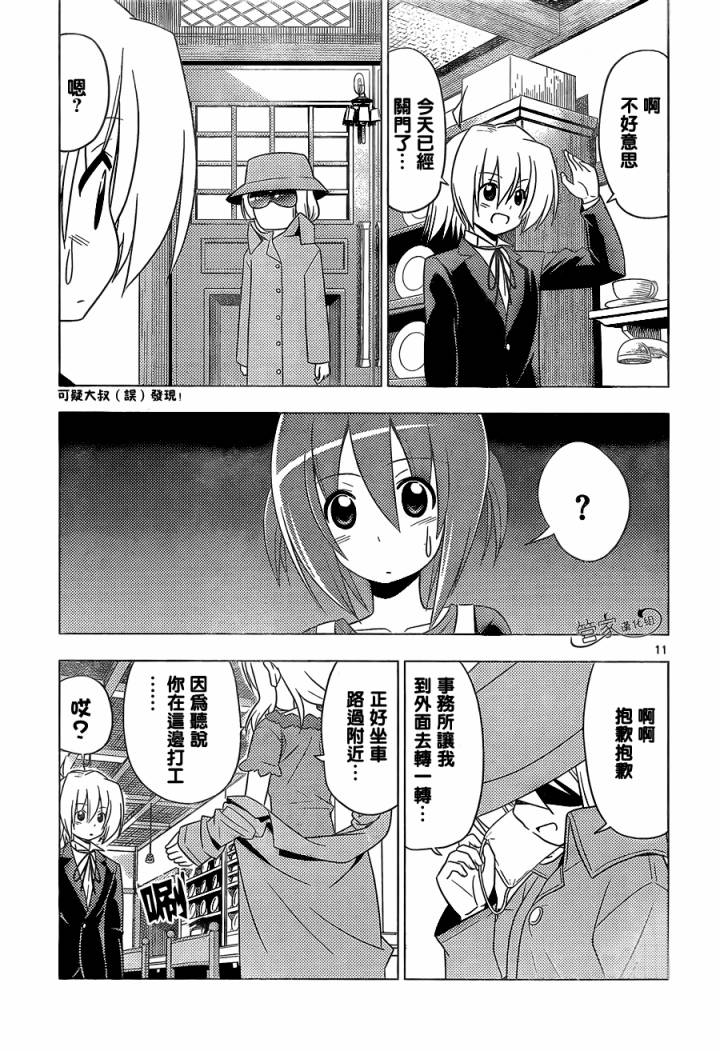 啊
不好意思
今天已經
關門了…
嗯?
可疑大叔(誤)發現!
?
管家漢化組
11
啊啊
抱歉抱歉
事務所讓我
到外面去轉一轉…
正好坐車
路過附近…
因爲聽說
你在這邊打工
…
哎?
唰